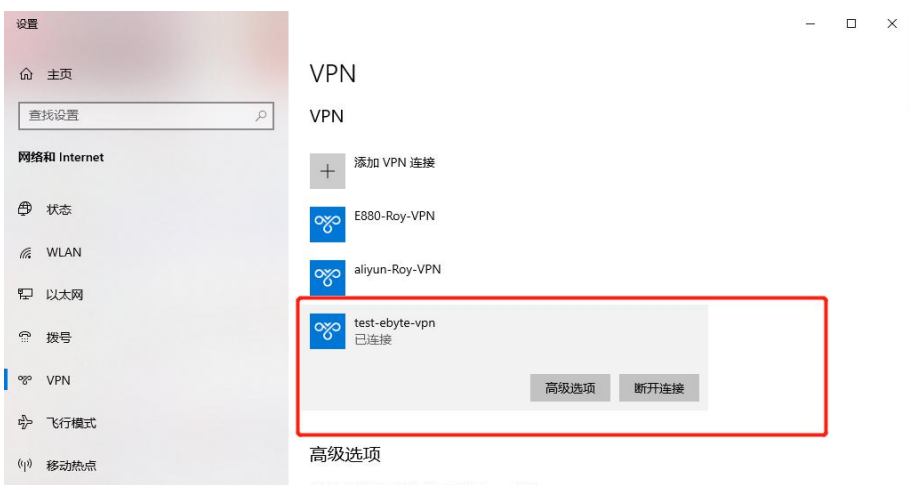 设置
主页
查找设置
网络和 Internet
状态
WLAN
以太网
拨号
VPN
飞行模式
移动热点
VPN
VPN
添加 VPN 连接
E880-Roy-VPN
aliyun-Roy-VPN
test-ebyte-vpn
已连接
高级选项
断开连接
高级选项